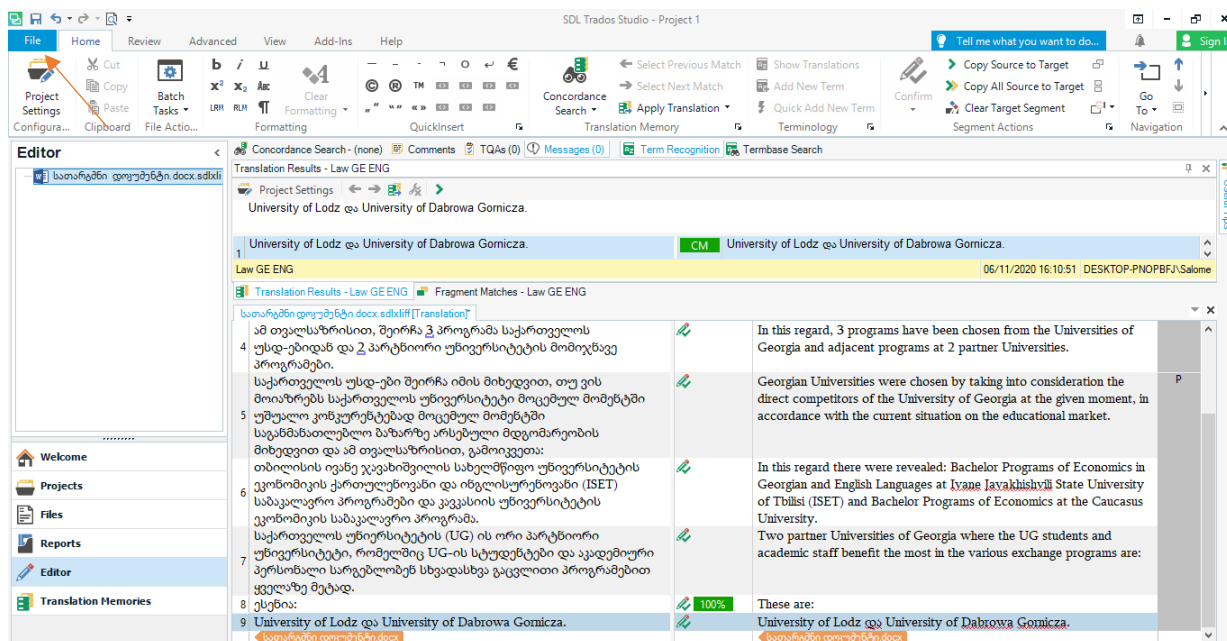 SDL Trados Studio - Project 1
File Home Review Advanced View Add-Ins Help Tell me what you want to do... Sign I
Cut
Copy
Paste
Project Settings
Batch Tasks
b i u
x² x₂ ABC
LRM RLM ¶
Clear Formatting
© ® TM
Concordance Search
Select Previous Match
Select Next Match
Apply Translation
Show Translations
Add New Term
Quick Add New Term
Confirm
Copy Source to Target
Copy All Source to Target
Clear Target Segment
Go To
Configura... Clipboard File Actio... Formatting QuickInsert Translation Memory Terminology Segment Actions Navigation
Editor
სათარგმნი დოკუმენტი.docx.sdlxli
Welcome
Projects
Files
Reports
Editor
Translation Memories
Concordance Search - (none) Comments TQAs (0) Messages (0) Term Recognition Termbase Search
Translation Results - Law GE ENG
Project Settings
University of Lodz და University of Dabrowa Gornicza.
1 University of Lodz და University of Dabrowa Gornicza. CM University of Lodz და University of Dabrowa Gornicza.
Law GE ENG 06/11/2020 16:10:51 DESKTOP-PNOPBFJ\Salome
Translation Results - Law GE ENG Fragment Matches - Law GE ENG
სათარგმნი დოკუმენტი.docx.sdlxliff [Translation]*
4
ამ თვალსაზრისით, შეირჩა 3 პროგრამა საქართველოს
უსდ-ებიდან და 2 პარტნიორი უნივერსიტეტის მომიჯნავე
პროგრამები.
In this regard, 3 programs have been chosen from the Universities of
Georgia and adjacent programs at 2 partner Universities.
5
საქართველოს უსდ-ები შეირჩა იმის მიხედვით, თუ ვის
მოიაზრებს საქართველოს უნივერსიტეტი მოცემულ მომენტში
უშუალო კონკურენტებად მოცემულ მომენტში
საგანმანათლებლო ბაზარზე არსებული მდგომარეობის
მიხედვით და ამ თვალსაზრისით, გამოიკვეთა:
Georgian Universities were chosen by taking into consideration the
direct competitors of the University of Georgia at the given moment, in
accordance with the current situation on the educational market.
P
6
თბილისის ივანე ჯავახიშვილის სახელმწიფო უნივერსიტეტის
ეკონომიკის ქართულენოვანი და ინგლისურენოვანი (ISET)
საბაკალავრო პროგრამები და კავკასიის უნივერსიტეტის
ეკონომიკის საბაკალავრო პროგრამა.
In this regard there were revealed: Bachelor Programs of Economics in
Georgian and English Languages at Ivane Javakhishvili State University
of Tbilisi (ISET) and Bachelor Programs of Economics at the Caucasus
University.
7
საქართველოს უნიერსიტეტის (UG) ის ორი პარტნიორი
უნივერსიტეტი, რომელშიც UG-ის სტუდენტები და აკადემიური
პერსონალი სარგებლობენ სხვადასხვა გაცვლითი პროგრამებით
ყველაზე მეტად.
Two partner Universities of Georgia where the UG students and
academic staff benefit the most in the various exchange programs are:
8 ესენია: 100% These are:
9 University of Lodz და University of Dabrowa Gornicza. University of Lodz და University of Dabrowa Gornicza.
სათარგმნი დოკუმენტი.docx სათარგმნი დოკუმენტი.docx